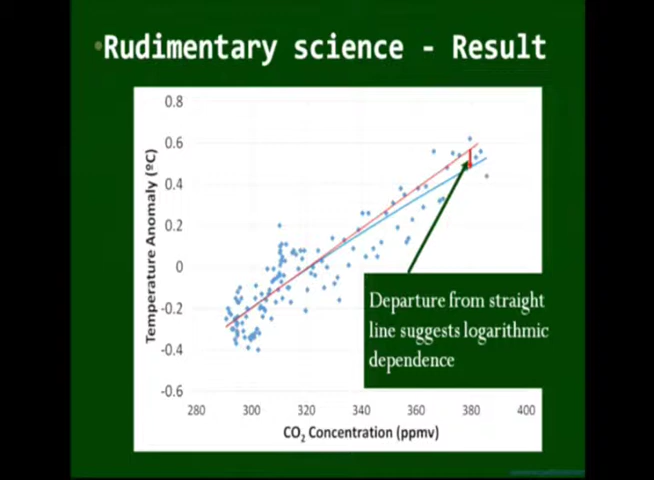 •Rudimentary science - Result
0.8
0.6
0.4
0.2
0
-0.2
-0.4
-0.6
Temperature Anomaly (ºC)
Departure from straight
line suggests logarithmic
dependence
280 300 320 340 360 380 400
CO₂ Concentration (ppmv)